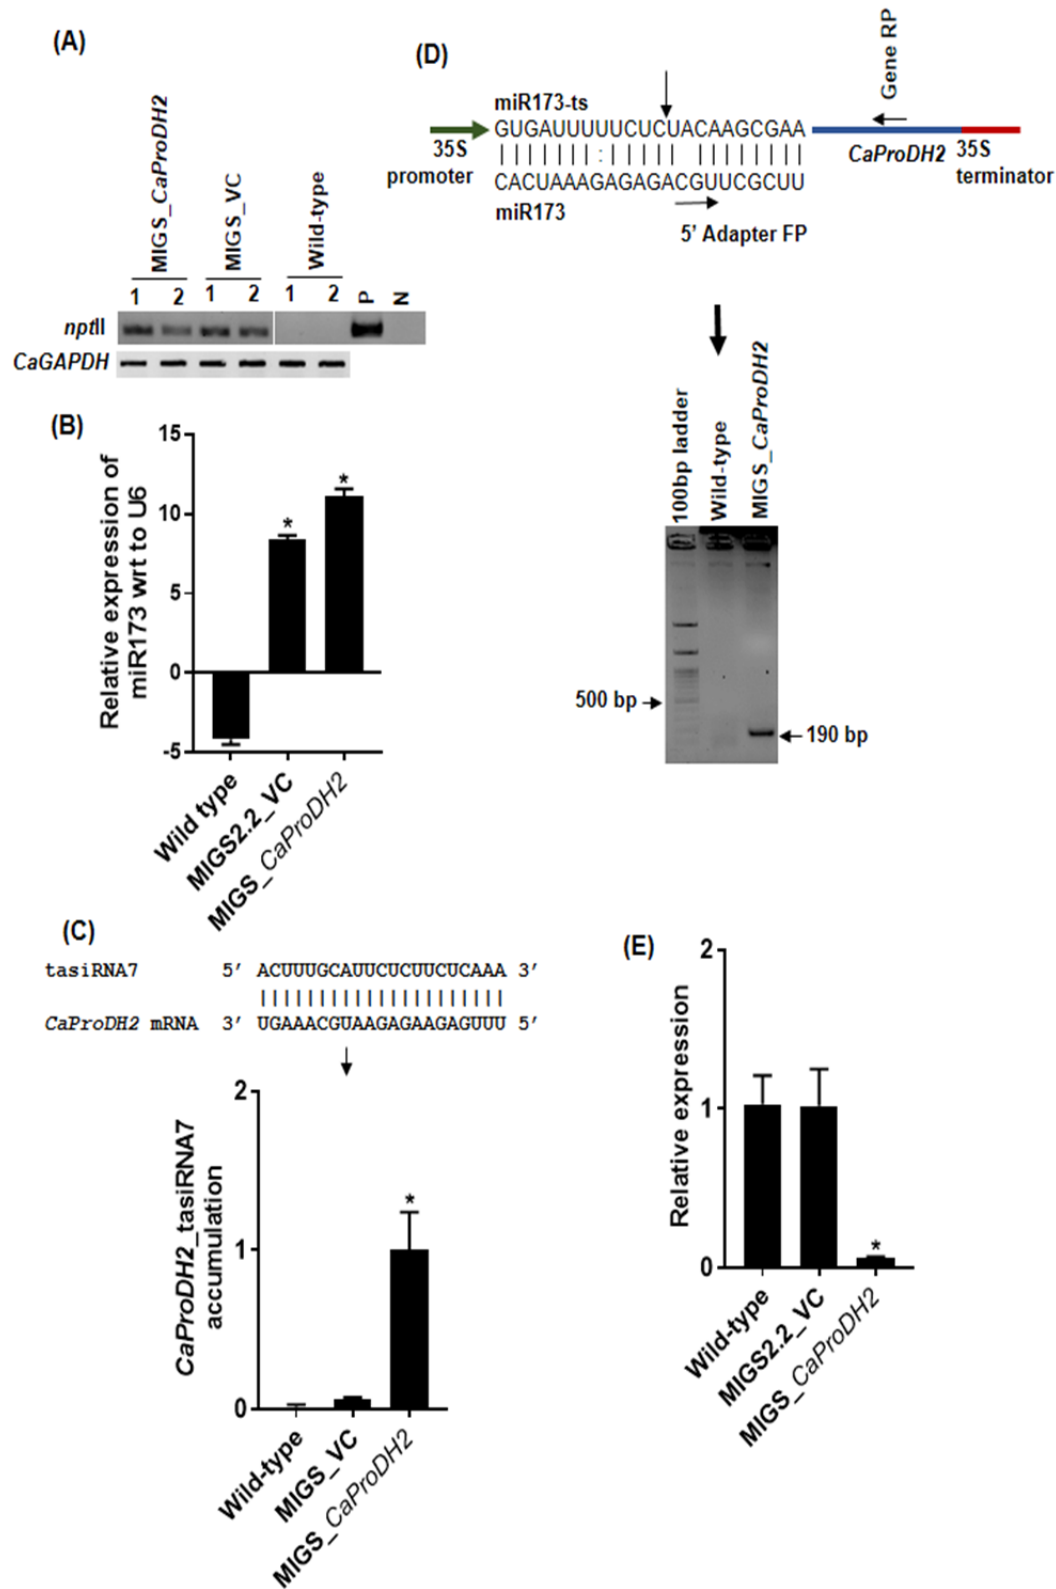 (A)
MIGS_CaProDH2
MIGS_VC
Wild-type
1 2 1 2 1 2 P N
nptII
CaGAPDH
(B)
Relative expression of
miR173 wrt to U6
15
10
5
0
-5
*
*
Wild type
MIGS2.2_VC
MIGS_CaProDH2
(C)
tasiRNA7 5' ACUUUGCAUUCUCUUCUCAAA 3'
CaProDH2 mRNA 3' UGAAACGUAAGAGAAGAGUUU 5'
CaProDH2_tasiRNA7
accumulation
2
1
0
*
Wild-type
MIGS_VC
MIGS_CaProDH2
(D)
Gene RP
miR173-ts
GUGAUUUUUCUCUACAAGCGAA
35S
promoter
CaProDH2
35S
terminator
CACUAAAGAGAGACGUUCGCUU
miR173
5' Adapter FP
100bp ladder
Wild-type
MIGS_CaProDH2
500 bp
190 bp
(E)
Relative expression
2
1
0
*
Wild-type
MIGS2.2_VC
MIGS_CaProDH2